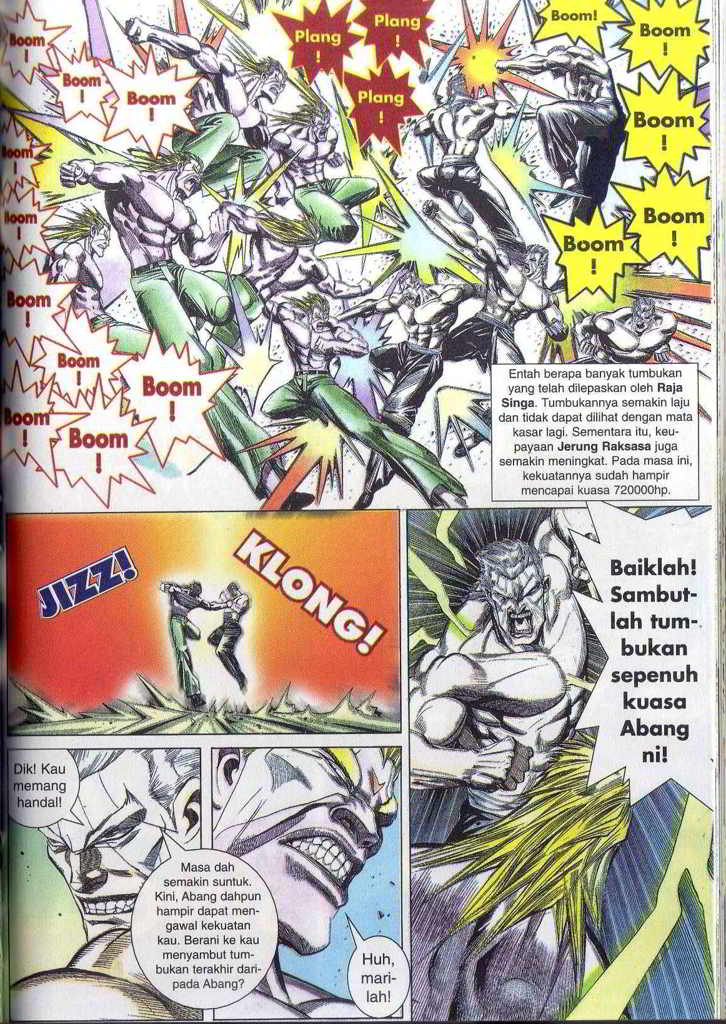 Boom
!
Boom
!
Boom
!
Boom
!
Boom
!
Boom
!
Boom
!
Boom
!
Boom
!
Boom
!
Plang
!
Plang
!
Plang
!
Boom!
Boom
!
Boom
!
Boom
!
Boom
!
Entah berapa banyak tumbukan
yang telah dilepaskan oleh Raja
Singa. Tumbukannya semakin laju
dan tidak dapat dilihat dengan mata
kasar lagi. Sementara itu, keu-
payaan Jerung Raksasa juga
semakin meningkat. Pada masa ini,
kekuatannya sudah hampir
mencapai kuasa 720000hp.
JIZZ!
KLONG!
Baiklah!
Sambut-
lah tum-
bukan
sepenuh
kuasa
Abang
ni!
Dik! Kau
memang
handal!
Masa dah
semakin suntuk.
Kini, Abang dahpun
hampir dapat men-
gawal kekuatan
kau. Berani ke kau
menyambut tum-
bukan terakhir dari-
pada Abang?
Huh,
mari-
lah!